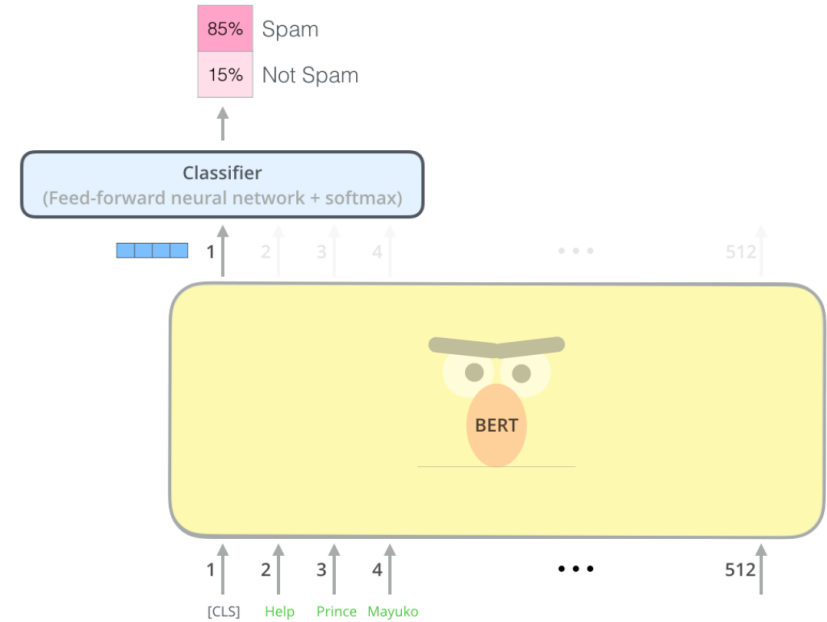 85% Spam
15% Not Spam
Classifier
(Feed-forward neural network + softmax)
1 2 3 4 ••• 512
BERT
1 2 3 4 ••• 512
[CLS] Help Prince Mayuko